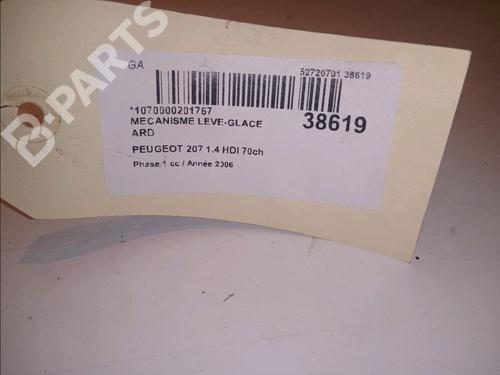 B-PARTS
GA
52720701 38619
*1070000201767
38619
MECANISME LEVE-GLACE
ARD
PEUGEOT 207 1.4 HDI 70ch
Phase 1 cc / Année 2006